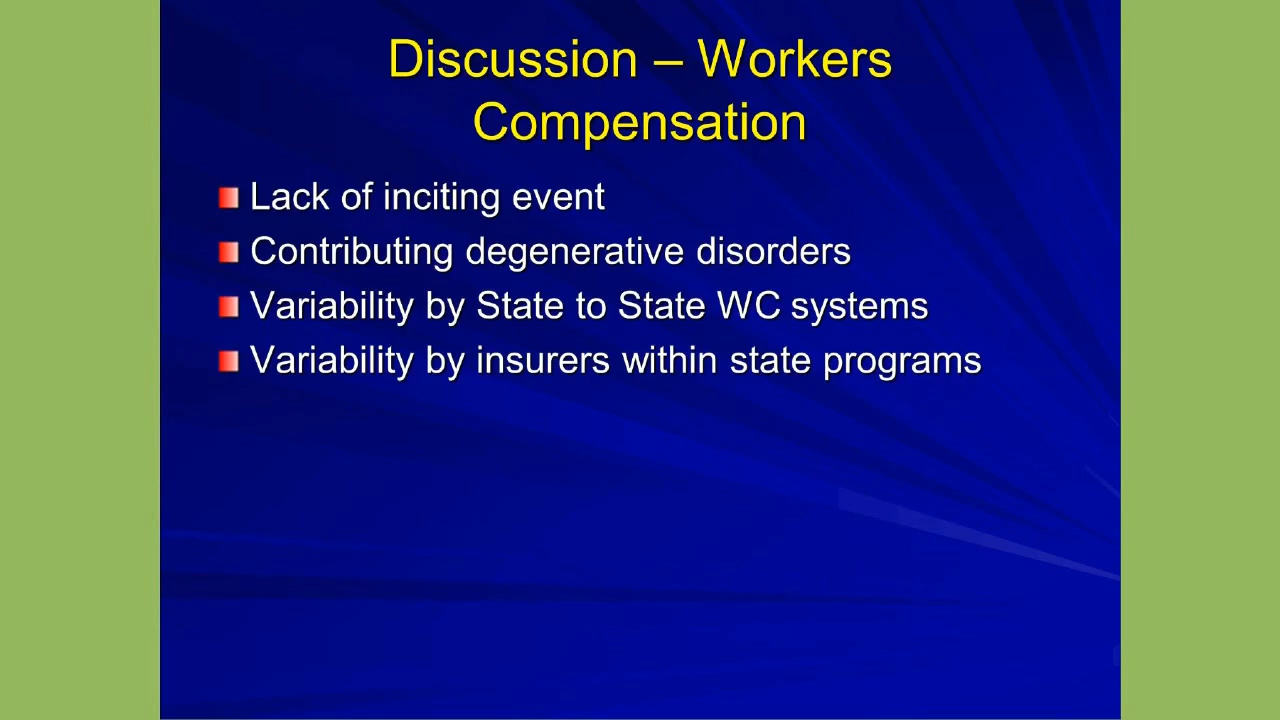 Discussion – Workers
Compensation
Lack of inciting event
Contributing degenerative disorders
Variability by State to State WC systems
Variability by insurers within state programs